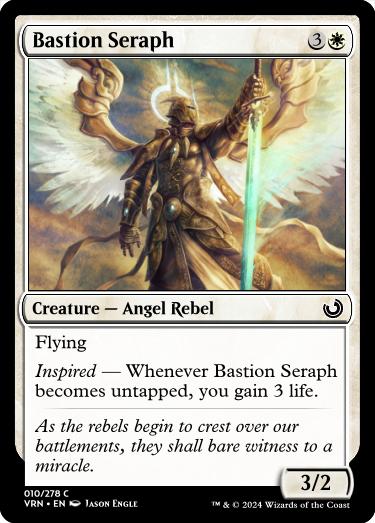 Bastion Seraph 3
Creature — Angel Rebel
Flying
Inspired — Whenever Bastion Seraph
becomes untapped, you gain 3 life.
As the rebels begin to crest over our
battlements, they shall bare witness to a
miracle.
3/2
010/278 C
VRN • EN Jason Engle
™ & © 2024 Wizards of the Coast